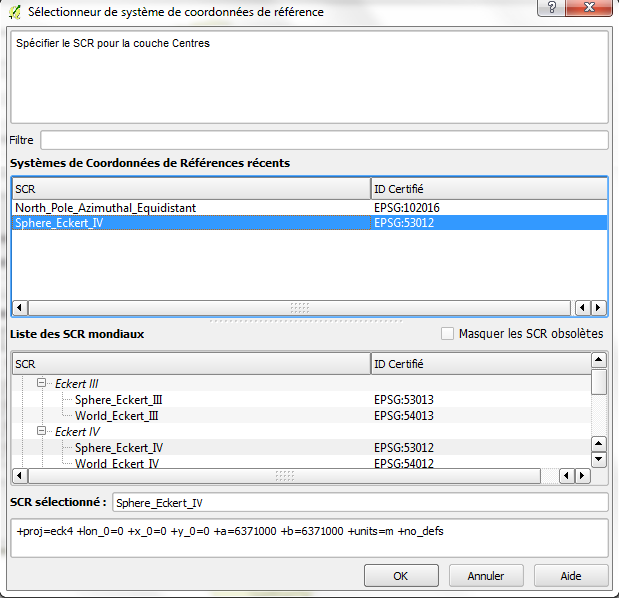 Sélectionneur de système de coordonnées de référence
Spécifier le SCR pour la couche Centres
Filtre
Systèmes de Coordonnées de Références récents
SCR ID Certifié
North_Pole_Azimuthal_Equidistant EPSG:102016
Sphere_Eckert_IV EPSG:53012
Liste des SCR mondiaux Masquer les SCR obsolètes
SCR ID Certifié
Eckert III
Sphere_Eckert_III EPSG:53013
World_Eckert_III EPSG:54013
Eckert IV
Sphere_Eckert_IV EPSG:53012
World_Eckert_IV EPSG:54012
SCR sélectionné : Sphere_Eckert_IV
+proj=eck4 +lon_0=0 +x_0=0 +y_0=0 +a=6371000 +b=6371000 +units=m +no_defs
OK Annuler Aide